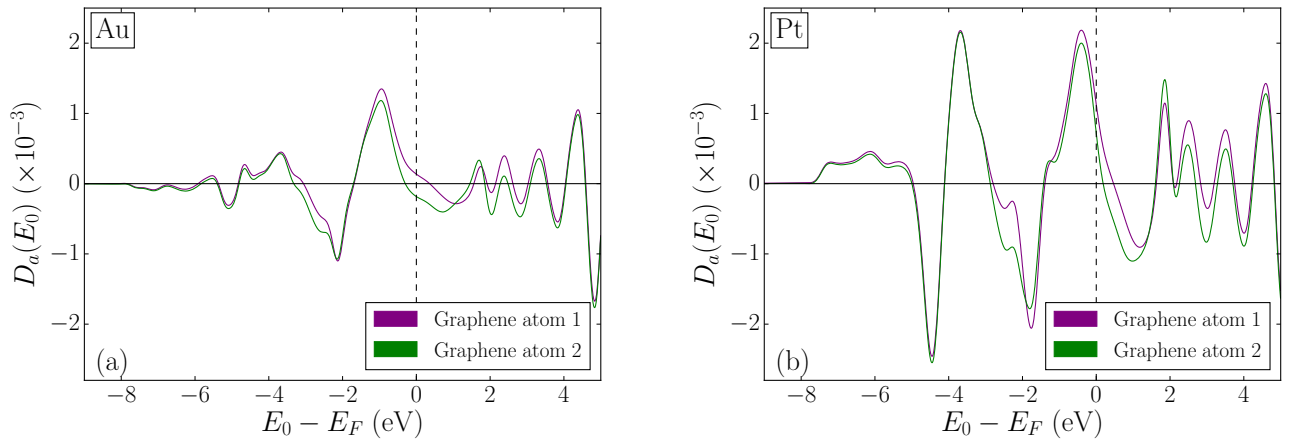 Au
D_a(E_0) (×10^{-3})
2
1
0
−1
−2
Graphene atom 1
Graphene atom 2
(a)
−8 −6 −4 −2 0 2 4
E_0 − E_F (eV)
Pt
D_a(E_0) (×10^{-3})
2
1
0
−1
−2
Graphene atom 1
Graphene atom 2
(b)
−8 −6 −4 −2 0 2 4
E_0 − E_F (eV)